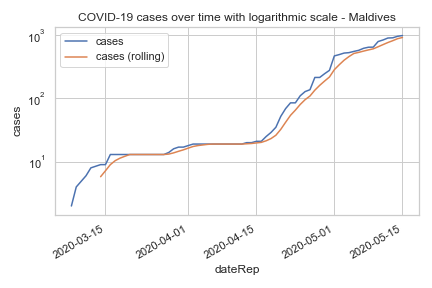 COVID-19 cases over time with logarithmic scale - Maldives
cases
cases (rolling)
10³
10²
10¹
cases
2020-03-15
2020-04-01
2020-04-15
2020-05-01
2020-05-15
dateRep